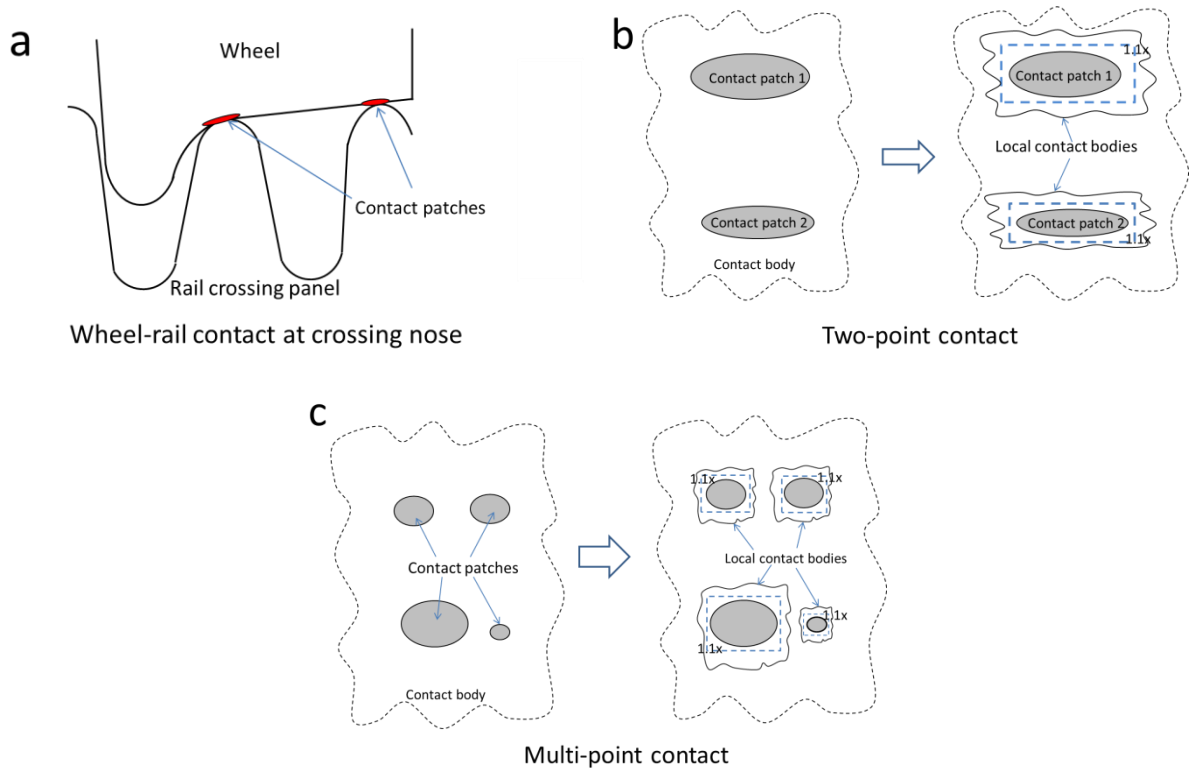 a
Wheel
Contact patches
Rail crossing panel
Wheel-rail contact at crossing nose
b
Contact patch 1
Contact patch 2
Contact body
1.1x
Contact patch 1
Local contact bodies
Contact patch 2
1.1x
Two-point contact
c
Contact patches
Contact body
1.1x
1.1x
Local contact bodies
1.1x
1.1x
Multi-point contact